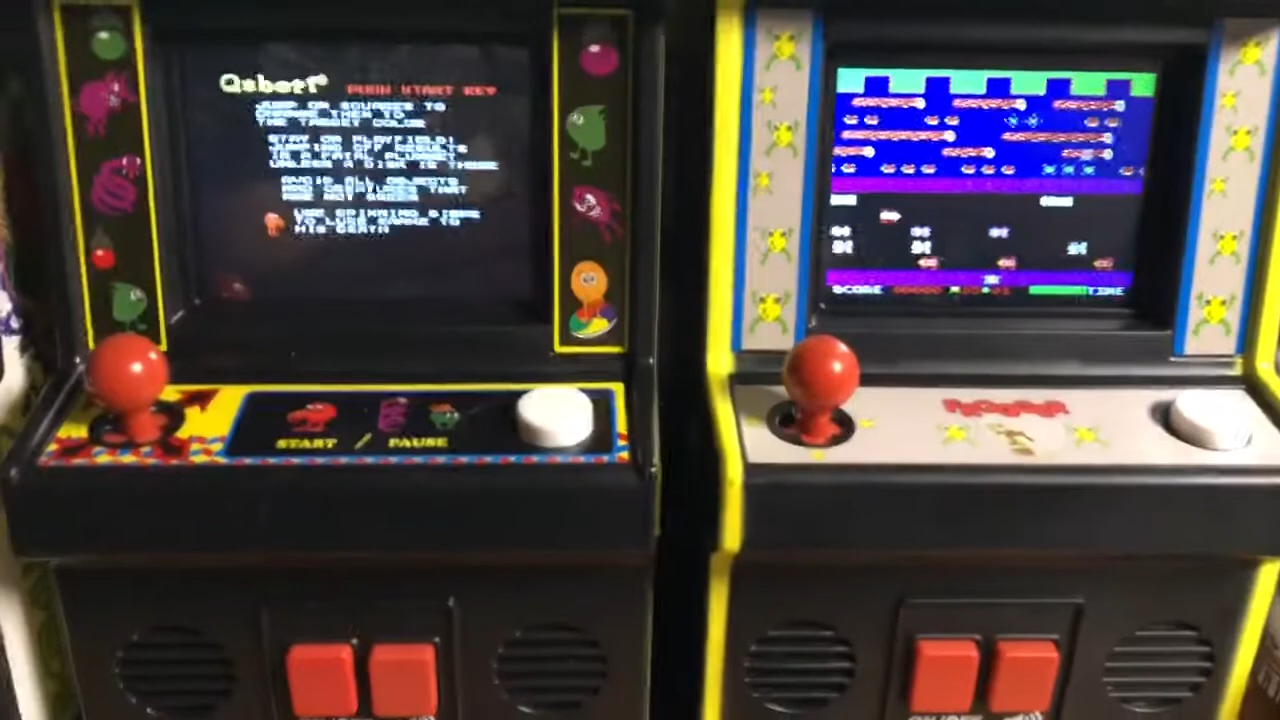 Qsbert PUSH START KEY
JUMP ON SQUARES TO
CHANGE THEM TO
THE TARGET COLOR
STAY ON PLAYFIELD!
JUMPING OFF RESULTS
IN A FATAL PLUMMET
UNLESS A DISK IS THERE
AVOID ALL OBJECTS
AND CREATURES THAT
ARE NOT GREEN
USE SPINNING DISKS
TO LURE SNAKE TO
HIS DEATH
START / PAUSE
SCORE
TIME
FROGGER